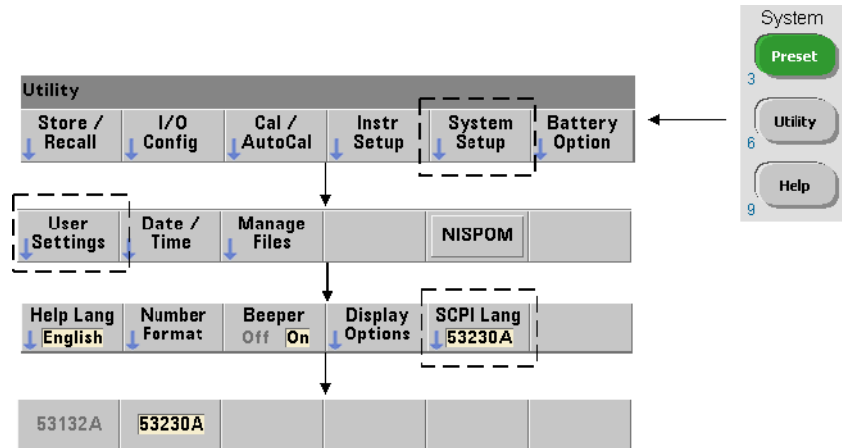 System
Preset
3
Utility
6
Help
9
Utility
Store / Recall
I/O Config
Cal / AutoCal
Instr Setup
System Setup
Battery Option
User Settings
Date / Time
Manage Files
NISPOM
Help Lang English
Number Format
Beeper Off On
Display Options
SCPI Lang 53230A
53132A
53230A